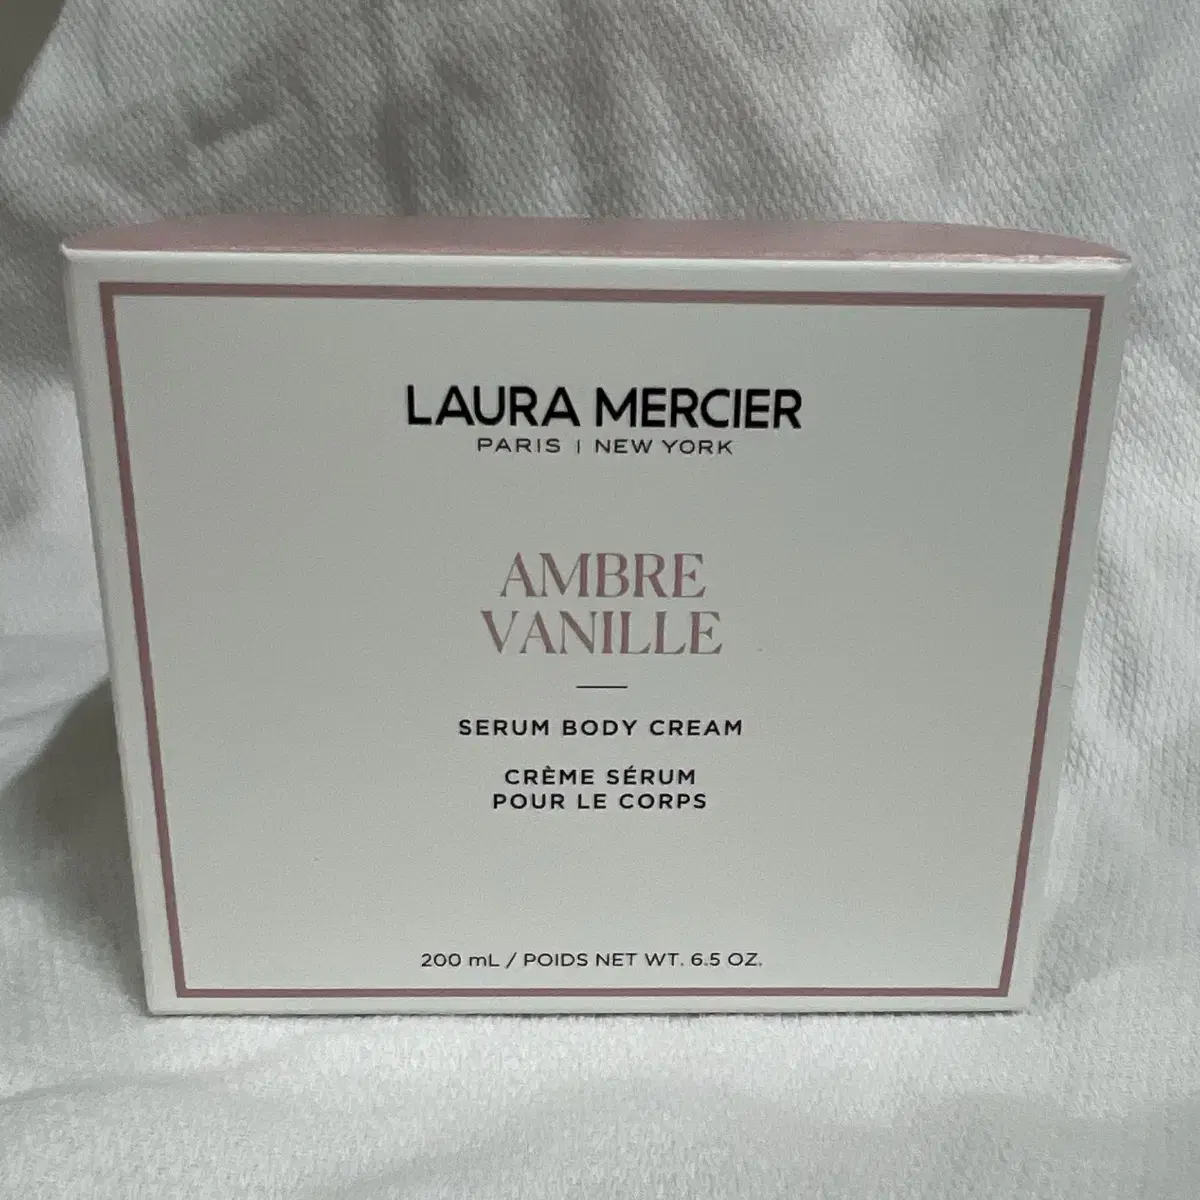 LAURA MERCIER
PARIS | NEW YORK
AMBRE
VANILLE
SERUM BODY CREAM
CRÈME SÉRUM
POUR LE CORPS
200 mL / POIDS NET WT. 6.5 OZ.